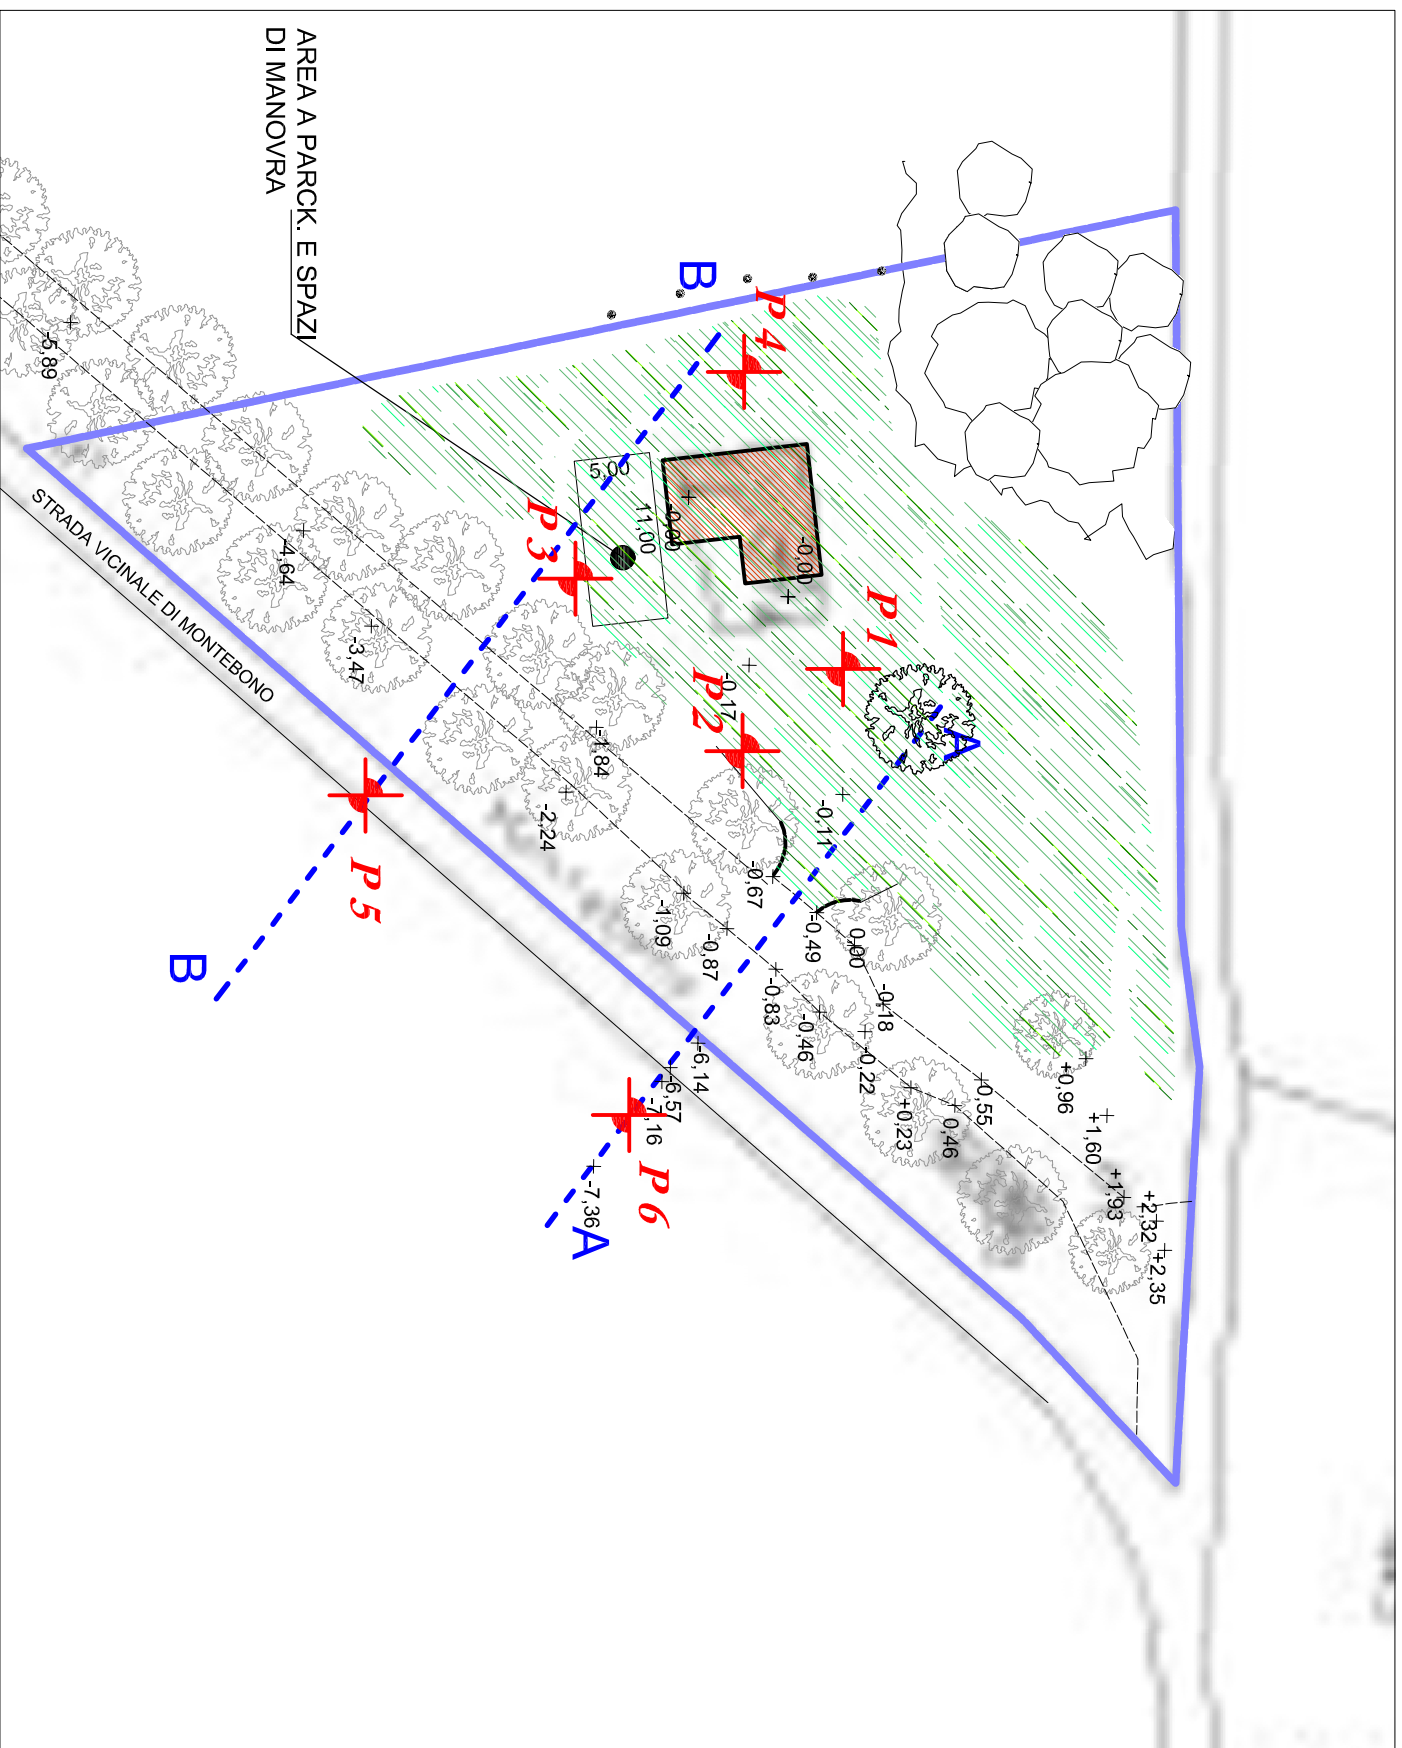 AREA A PARCK. E SPAZI
DI MANOVRA
STRADA VICINALE DI MONTEBONO
B
B
A
A
P 4
P 3
P 1
P 2
P 5
P 6
5,00
11,00
-0,00
-0,00
-0,17
-0,11
-5,89
-4,64
-3,47
-1,84
-2,24
-0,67
-0,49
0,00
-0,18
-1,09
-0,87
-0,83
-0,46
-0,22
+0,23
0,46
0,55
+0,96
+1,60
+1,93
+2,32
+2,35
-6,14
-6,57
-7,16
-7,36